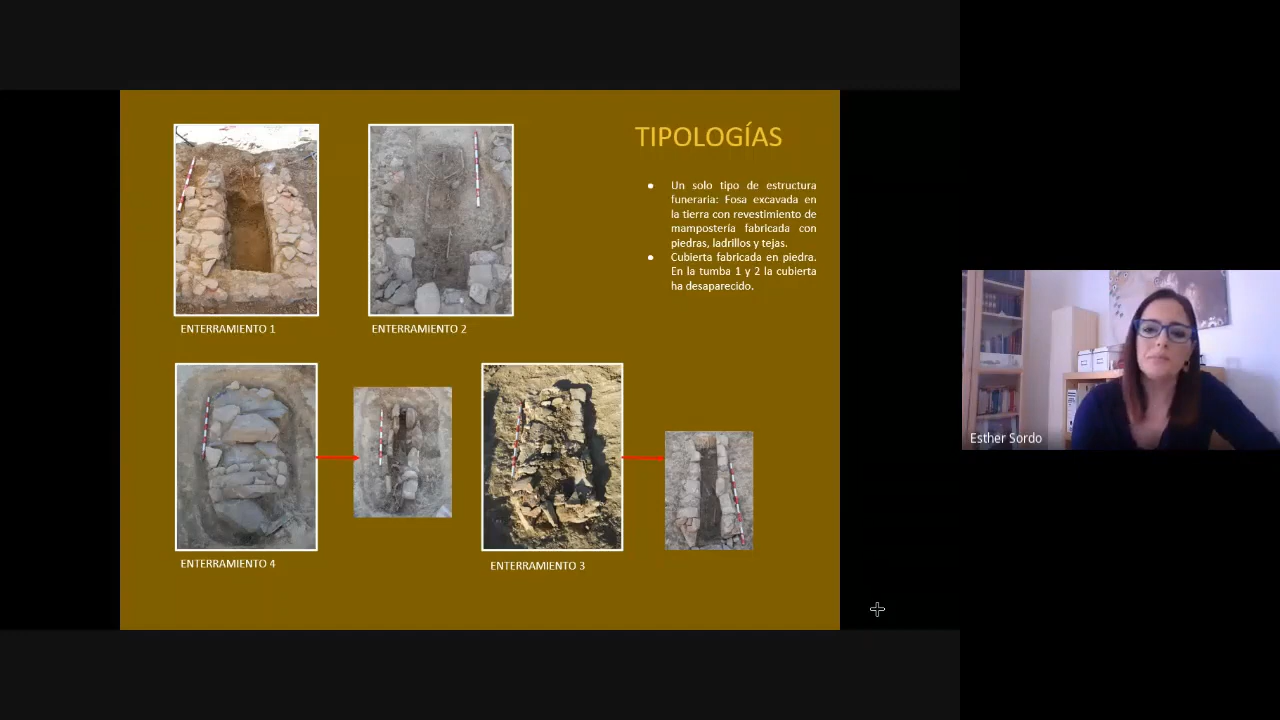 TIPOLOGÍAS
● Un solo tipo de estructura
funeraria: Fosa excavada en
la tierra con revestimiento de
mampostería fabricada con
piedras, ladrillos y tejas.
● Cubierta fabricada en piedra.
En la tumba 1 y 2 la cubierta
ha desaparecido.
ENTERRAMIENTO 1
ENTERRAMIENTO 2
ENTERRAMIENTO 4
ENTERRAMIENTO 3
Esther Sordo